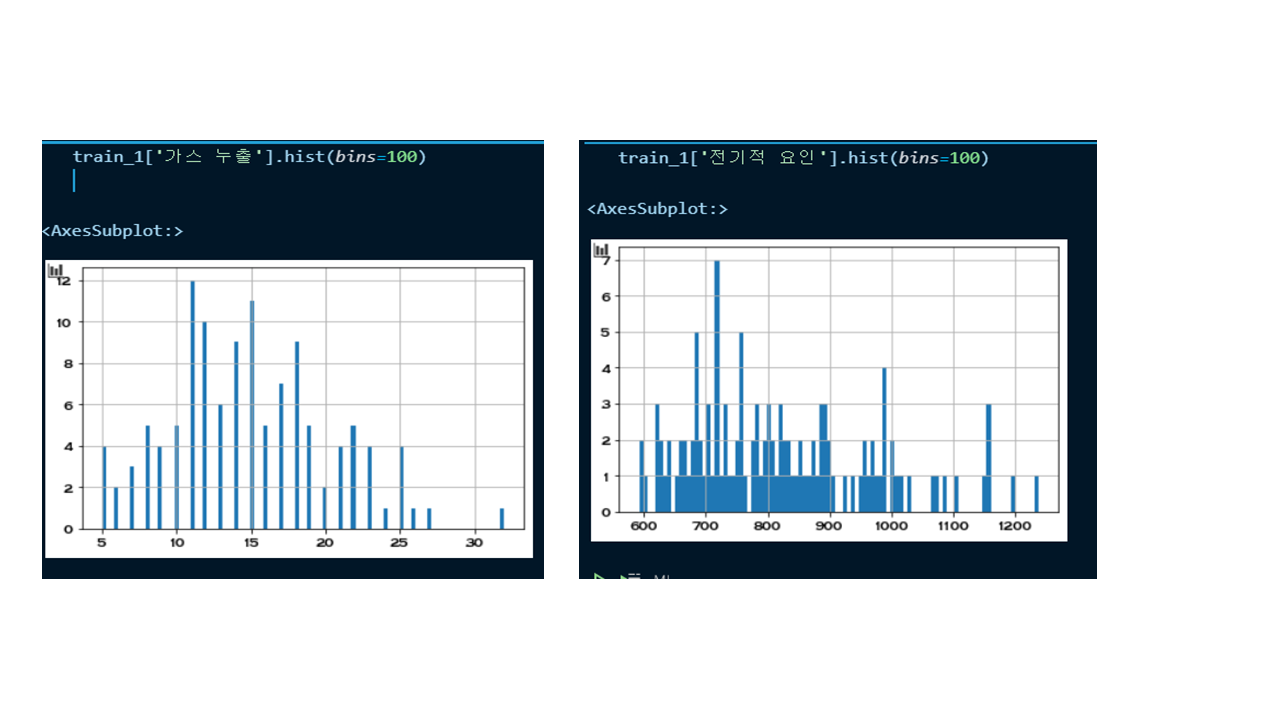 train_1['가스 누출'].hist(bins=100)
<AxesSubplot:>
12
10
8
6
4
2
0
5 10 15 20 25 30
train_1['전기적 요인'].hist(bins=100)
<AxesSubplot:>
7
6
5
4
3
2
1
0
600 700 800 900 1000 1100 1200